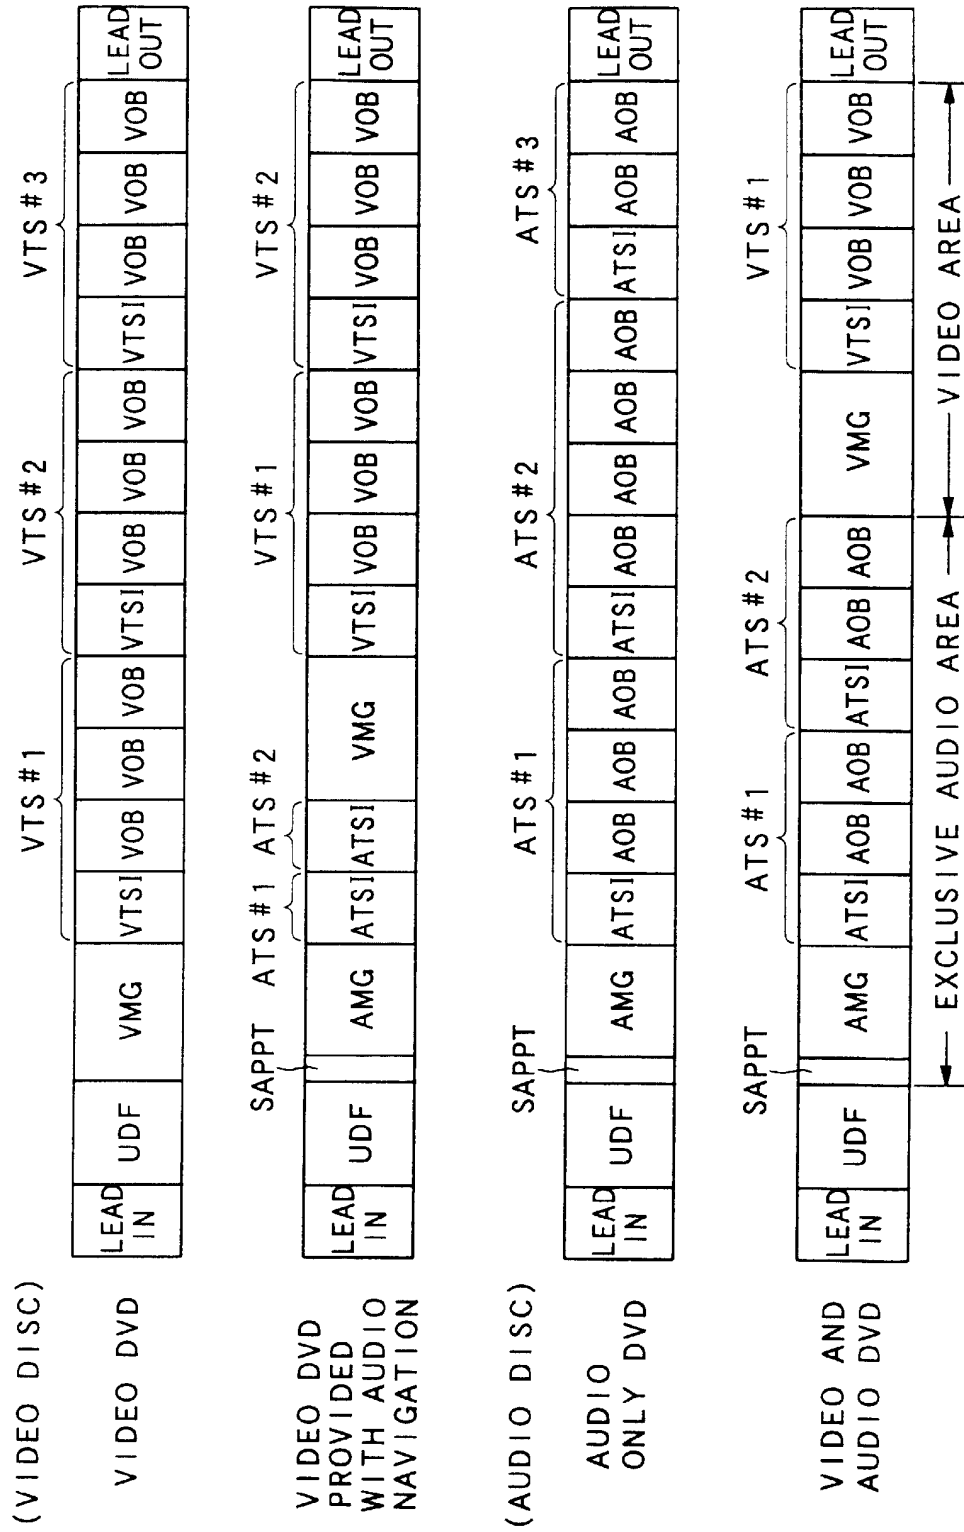 (VIDEO DISC)
VTS#1 VTS#2 VTS#3
VIDEO DVD
LEAD IN UDF VMG VTSI VOB VOB VOB VTSI VOB VOB VOB VTSI VOB VOB VOB LEAD OUT
SAPPT ATS#1 ATS#2 VTS#1 VTS#2
VIDEO DVD
PROVIDED
WITH AUDIO
NAVIGATION
LEAD IN UDF AMG ATSI ATSI VMG VTSI VOB VOB VOB VTSI VOB VOB VOB LEAD OUT
(AUDIO DISC)
SAPPT ATS#1 ATS#2 ATS#3
AUDIO
ONLY DVD
LEAD IN UDF AMG ATSI AOB AOB AOB ATSI AOB AOB AOB AOB ATSI AOB AOB LEAD OUT
SAPPT ATS#1 ATS#2 VTS#1
VIDEO AND
AUDIO DVD
LEAD IN UDF AMG ATSI AOB AOB ATSI AOB AOB VMG VTSI VOB VOB VOB LEAD OUT
EXCLUSIVE AUDIO AREA VIDEO AREA